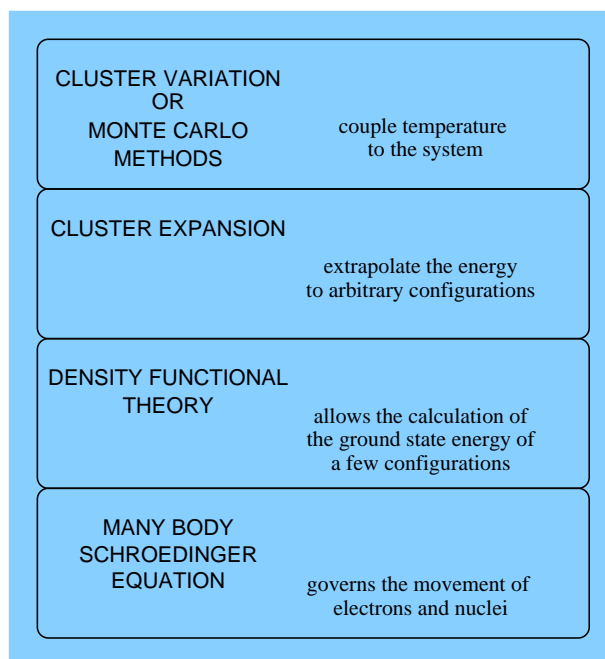 CLUSTER VARIATION
OR
MONTE CARLO
METHODS
couple temperature
to the system
CLUSTER EXPANSION
extrapolate the energy
to arbitrary configurations
DENSITY FUNCTIONAL
THEORY
allows the calculation of
the ground state energy of
a few configurations
MANY BODY
SCHROEDINGER
EQUATION
governs the movement of
electrons and nuclei